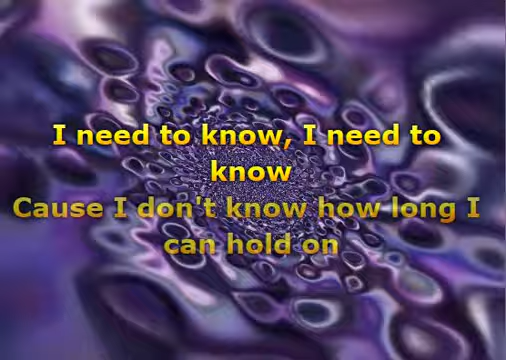 I need to know, I need to
know
Cause I don't know how long I
can hold on